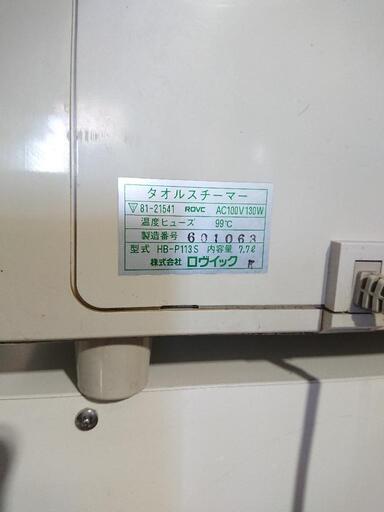 タオルスチーマー
▽ 81-21541 ROVC AC100V130W
温度ヒューズ 99℃
製造番号 601063
型式 HB-P113S 内容量 7.7ℓ
株式会社 ロヴイック